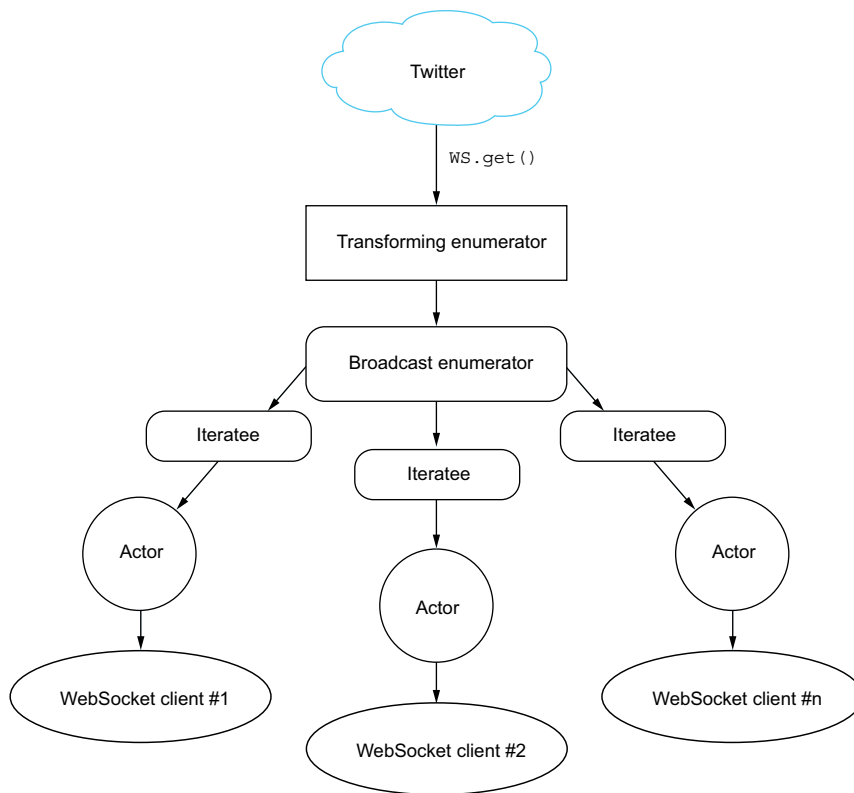 Twitter
WS.get()
Transforming enumerator
Broadcast enumerator
Iteratee
Iteratee
Iteratee
Actor
Actor
Actor
WebSocket client #1
WebSocket client #n
WebSocket client #2